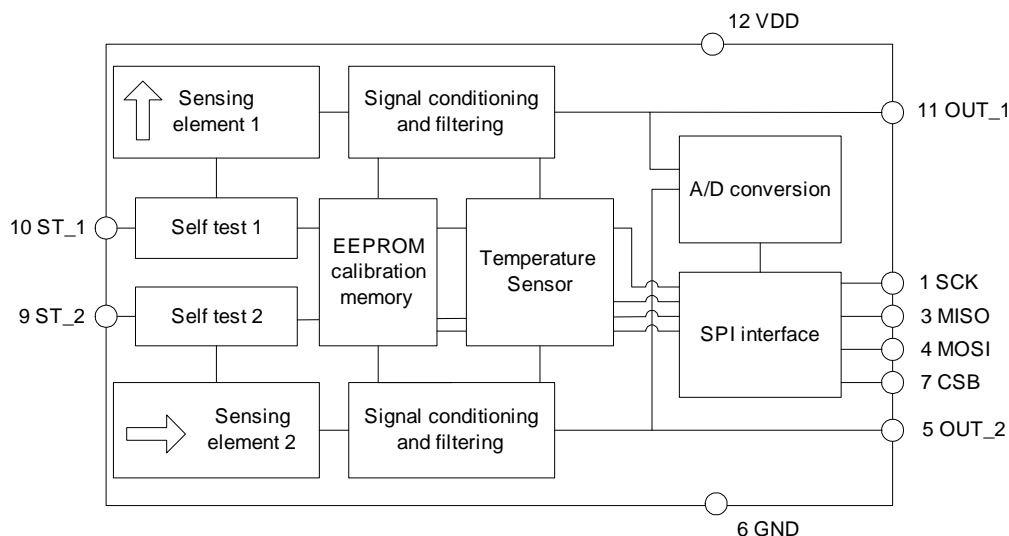 12 VDD
Sensing
element 1
Signal conditioning
and filtering
11 OUT_1
A/D conversion
10 ST_1
Self test 1
EEPROM
calibration
memory
Temperature
Sensor
9 ST_2
Self test 2
SPI interface
1 SCK
3 MISO
4 MOSI
7 CSB
Sensing
element 2
Signal conditioning
and filtering
5 OUT_2
6 GND